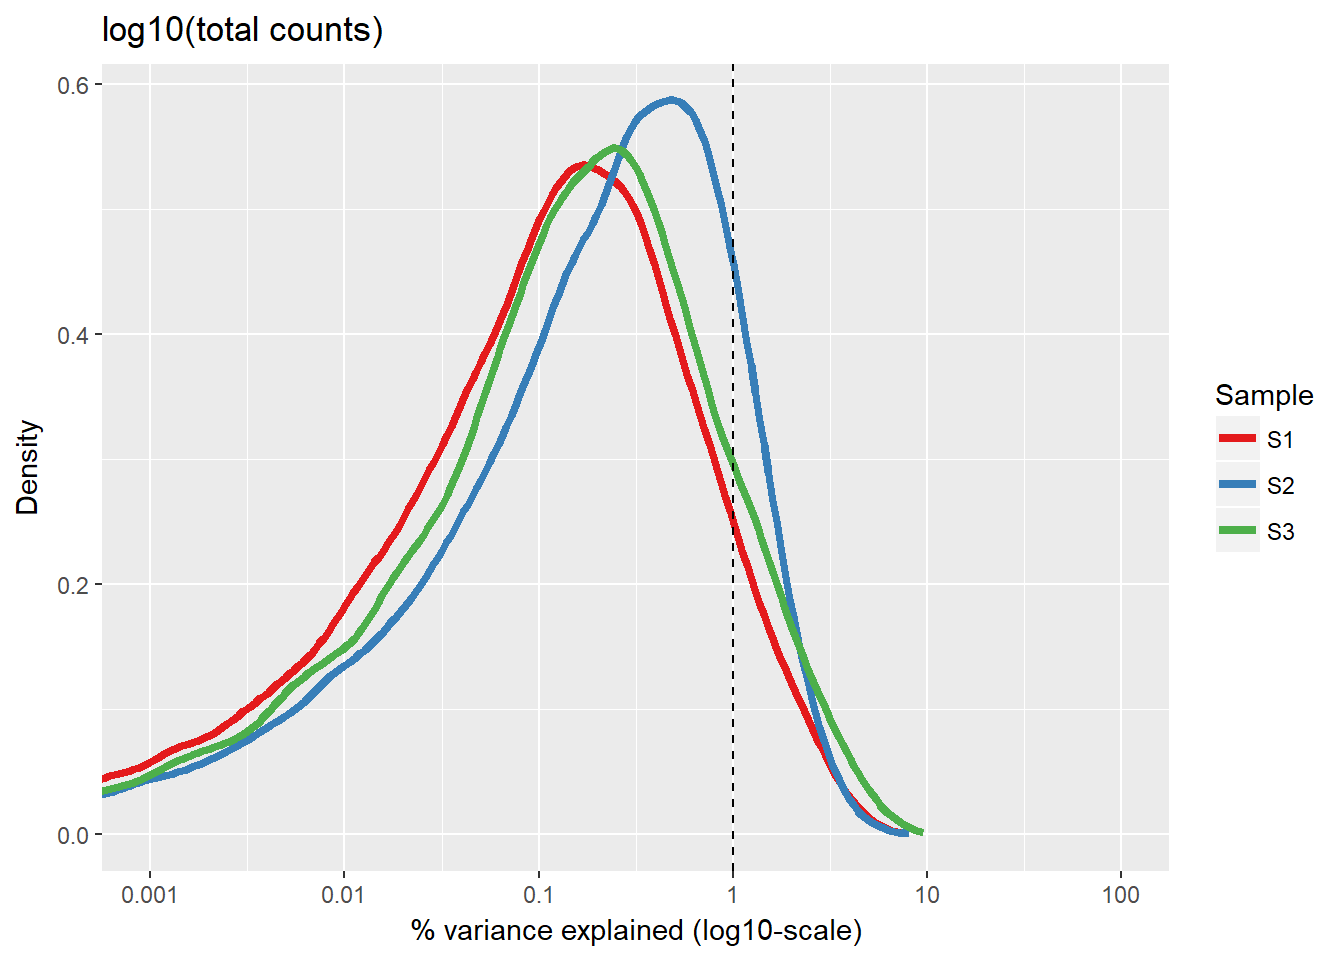 log10(total counts)
0.6
0.4
0.2
0.0
Density
0.001 0.01 0.1 1 10 100
% variance explained (log10-scale)
Sample
S1
S2
S3